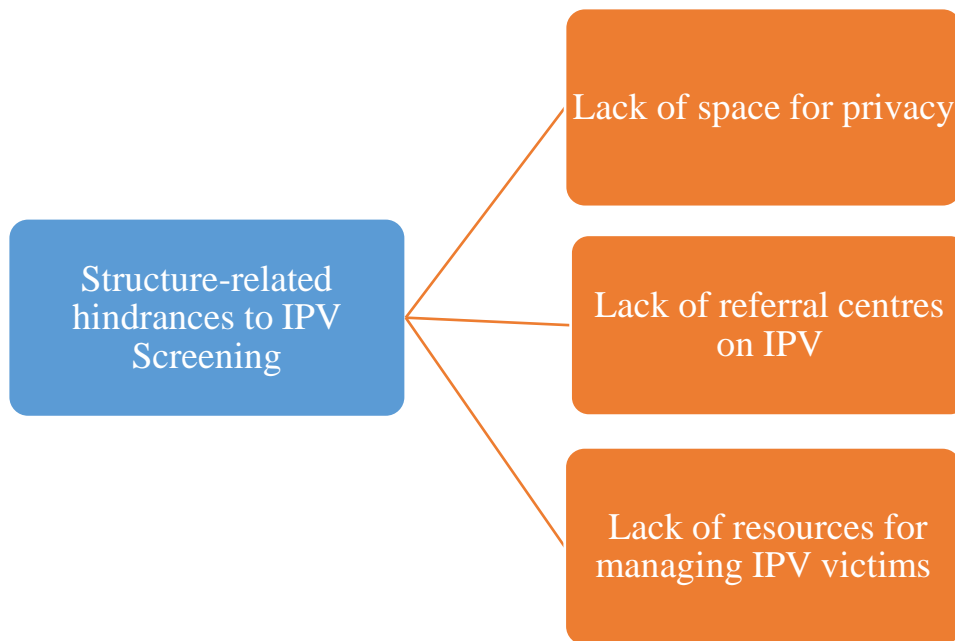 Lack of space for privacy
Structure-related
hindrances to IPV
Screening
Lack of referral centres
on IPV
Lack of resources for
managing IPV victims